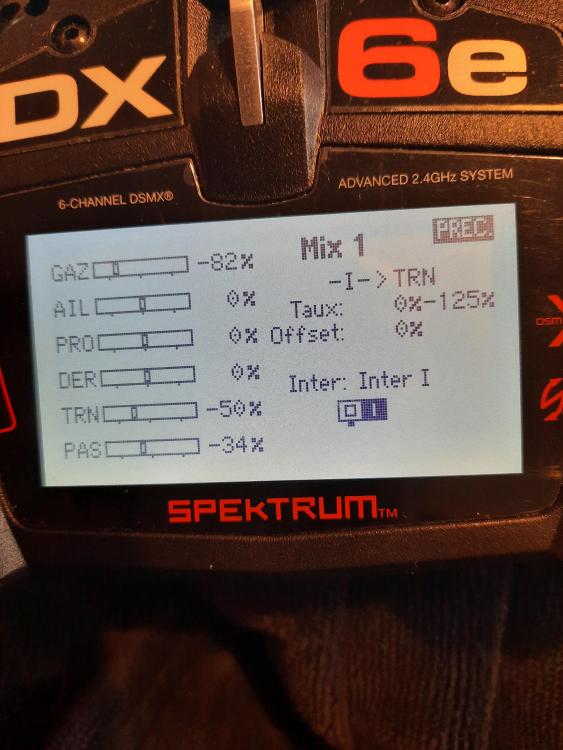 DX 6e
6-CHANNEL DSMX® ADVANCED 2.4GHz SYSTEM
PREC.
Mix 1
GAZ -82%
-I-> TRN
AIL 0%
Taux: 0% -125%
PRO 0%
Offset: 0%
DER 0%
Inter: Inter I
0 I
TRN -50%
PAS -34%
SPEKTRUM™